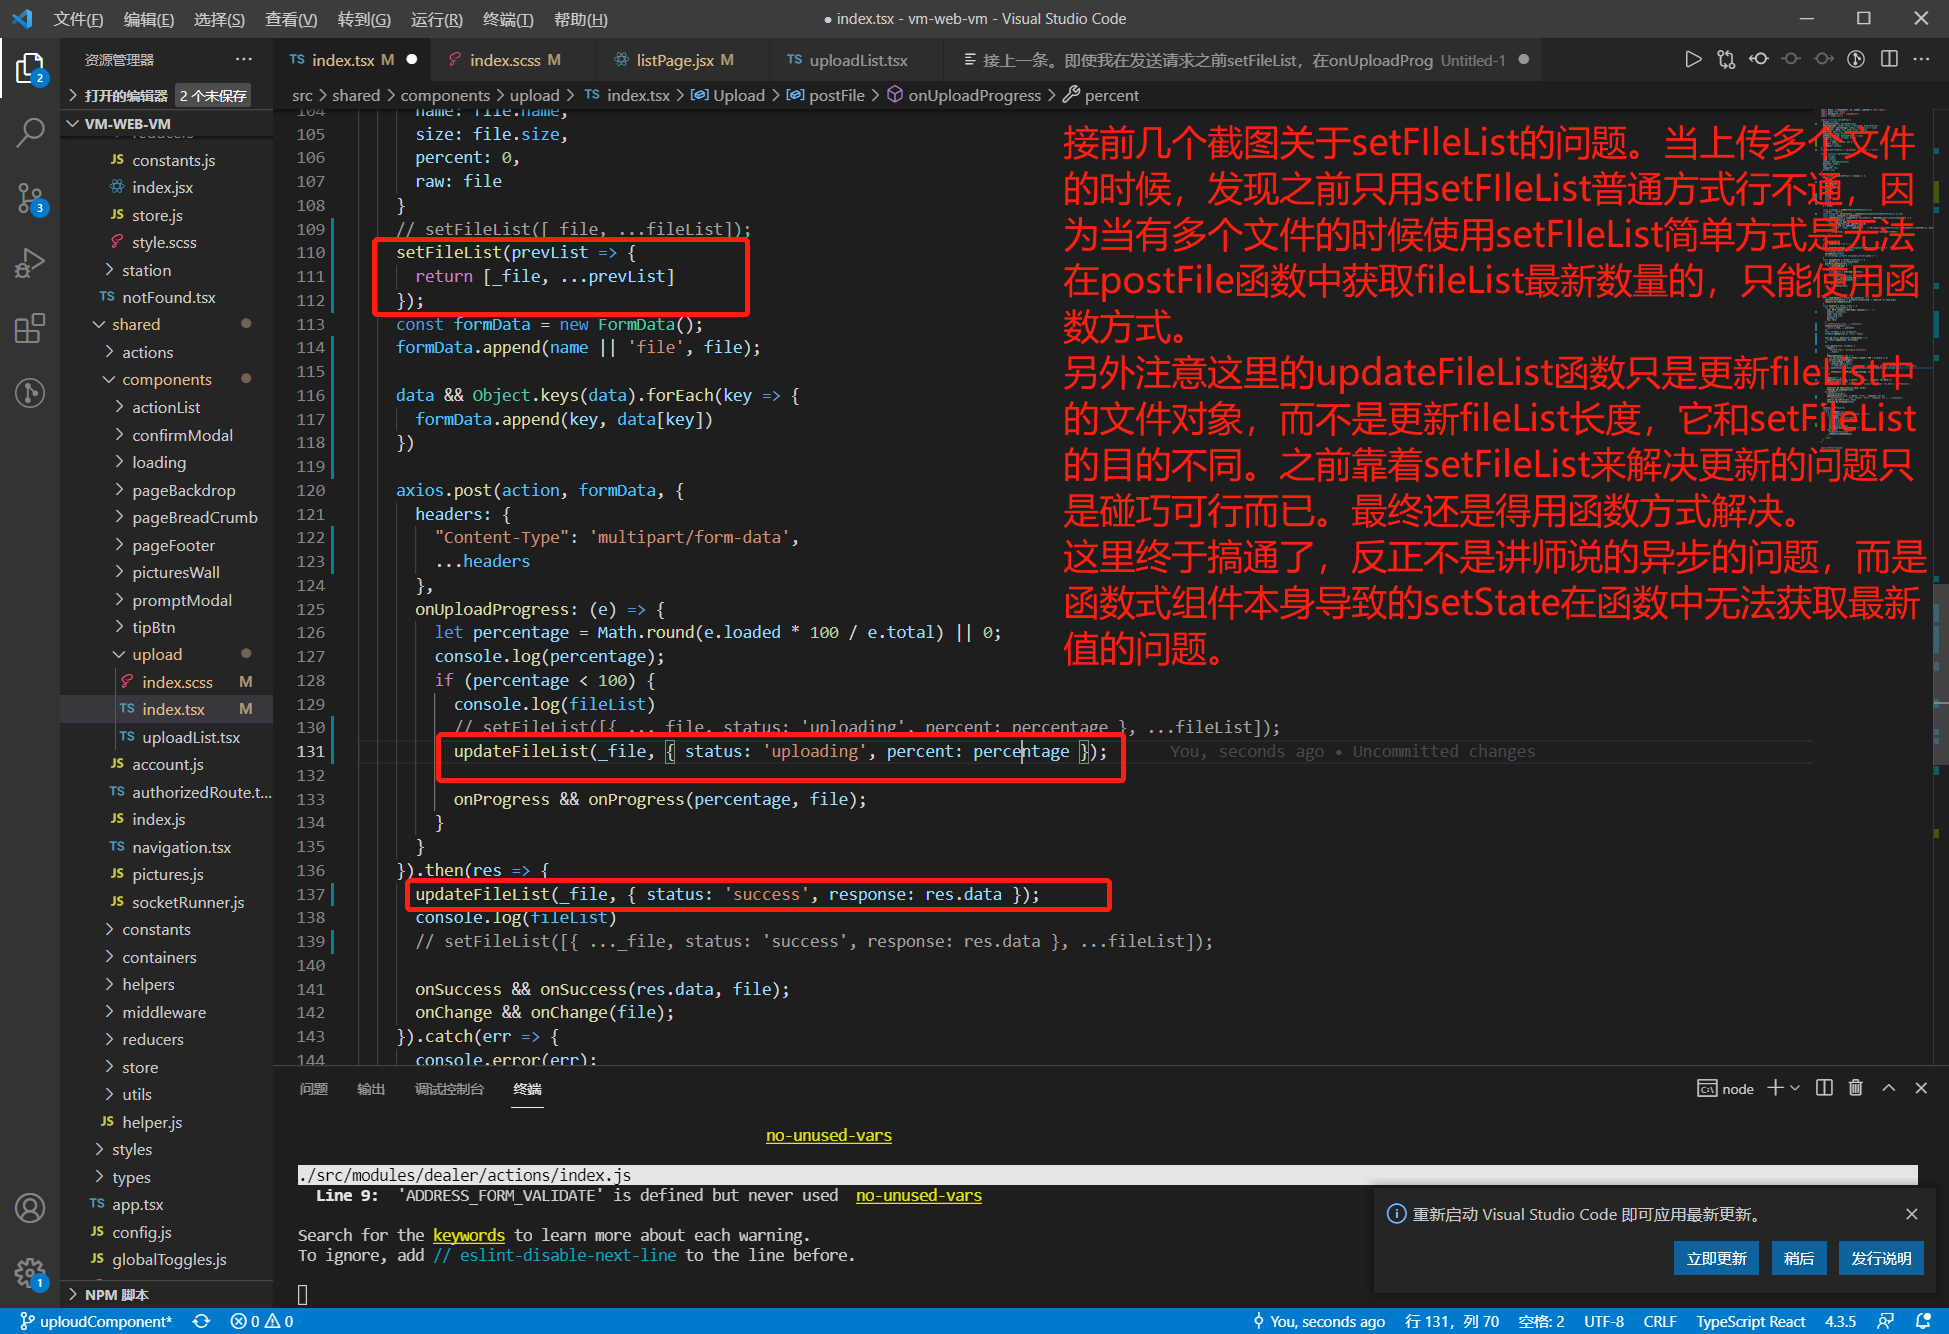 文件(F) 编辑(E) 选择(S) 查看(V) 转到(G) 运行(R) 终端(T) 帮助(H)
● index.tsx - vm-web-vm - Visual Studio Code
资源管理器 ···
TS index.tsx M ●
index.scss M
listPage.jsx M
TS uploadList.tsx
接上一条。即使我在发送请求之前setFileList，在onUploadProg Untitled-1 ●
打开的编辑器 2 个未保存
src > shared > components > upload > TS index.tsx > Upload > postFile > onUploadProgress > percent
VM-WEB-VM
reducers
JS constants.js
index.jsx
JS store.js
style.scss
station
TS notFound.tsx
shared
actions
components
actionList
confirmModal
loading
pageBackdrop
pageBreadCrumb
pageFooter
picturesWall
promptModal
tipBtn
upload
index.scss M
TS index.tsx M
TS uploadList.tsx
JS account.js
TS authorizedRoute.t...
JS index.js
TS navigation.tsx
JS pictures.js
JS socketRunner.js
constants
containers
helpers
middleware
reducers
store
utils
JS helper.js
styles
types
TS app.tsx
JS config.js
JS globalToggles.js
NPM 脚本
2
3
1
104 name: file.name,
105 size: file.size,
106 percent: 0,
107 raw: file
108 }
109 // setFileList([_file, ...fileList]);
110 setFileList(prevList => {
111 return [_file, ...prevList]
112 });
113 const formData = new FormData();
114 formData.append(name || 'file', file);
115
116 data && Object.keys(data).forEach(key => {
117 formData.append(key, data[key])
118 })
119
120 axios.post(action, formData, {
121 headers: {
122 "Content-Type": 'multipart/form-data',
123 ...headers
124 },
125 onUploadProgress: (e) => {
126 let percentage = Math.round(e.loaded * 100 / e.total) || 0;
127 console.log(percentage);
128 if (percentage < 100) {
129 console.log(fileList)
130 // setFileList([{ ..._file, status: 'uploading', percent: percentage }, ...fileList]);
131 updateFileList(_file, { status: 'uploading', percent: percentage }); You, seconds ago • Uncommitted changes
132
133 onProgress && onProgress(percentage, file);
134 }
135 }
136 }).then(res => {
137 updateFileList(_file, { status: 'success', response: res.data });
138 console.log(fileList)
139 // setFileList([{ ..._file, status: 'success', response: res.data }, ...fileList]);
140
141 onSuccess && onSuccess(res.data, file);
142 onChange && onChange(file);
143 }).catch(err => {
144 console.error(err);
接前几个截图关于setFIleList的问题。当上传多个文件
的时候，发现之前只用setFIleList普通方式行不通，因
为当有多个文件的时候使用setFIleList简单方式是无法
在postFile函数中获取fileList最新数量的，只能使用函
数方式。
另外注意这里的updateFileList函数只是更新fileList中
的文件对象，而不是更新fileList长度，它和setFileList
的目的不同。之前靠着setFileList来解决更新的问题只
是碰巧可行而已。最终还是得用函数方式解决。
这里终于搞通了，反正不是讲师说的异步的问题，而是
函数式组件本身导致的setState在函数中无法获取最新
值的问题。
问题 输出 调试控制台 终端
node
no-unused-vars
./src/modules/dealer/actions/index.js
Line 9: 'ADDRESS_FORM_VALIDATE' is defined but never used no-unused-vars
Search for the keywords to learn more about each warning.
To ignore, add // eslint-disable-next-line to the line before.
重新启动 Visual Studio Code 即可应用最新更新。
立即更新 稍后 发行说明
uploudComponent* 0 0 You, seconds ago 行 131，列 70 空格: 2 UTF-8 CRLF TypeScript React 4.3.5